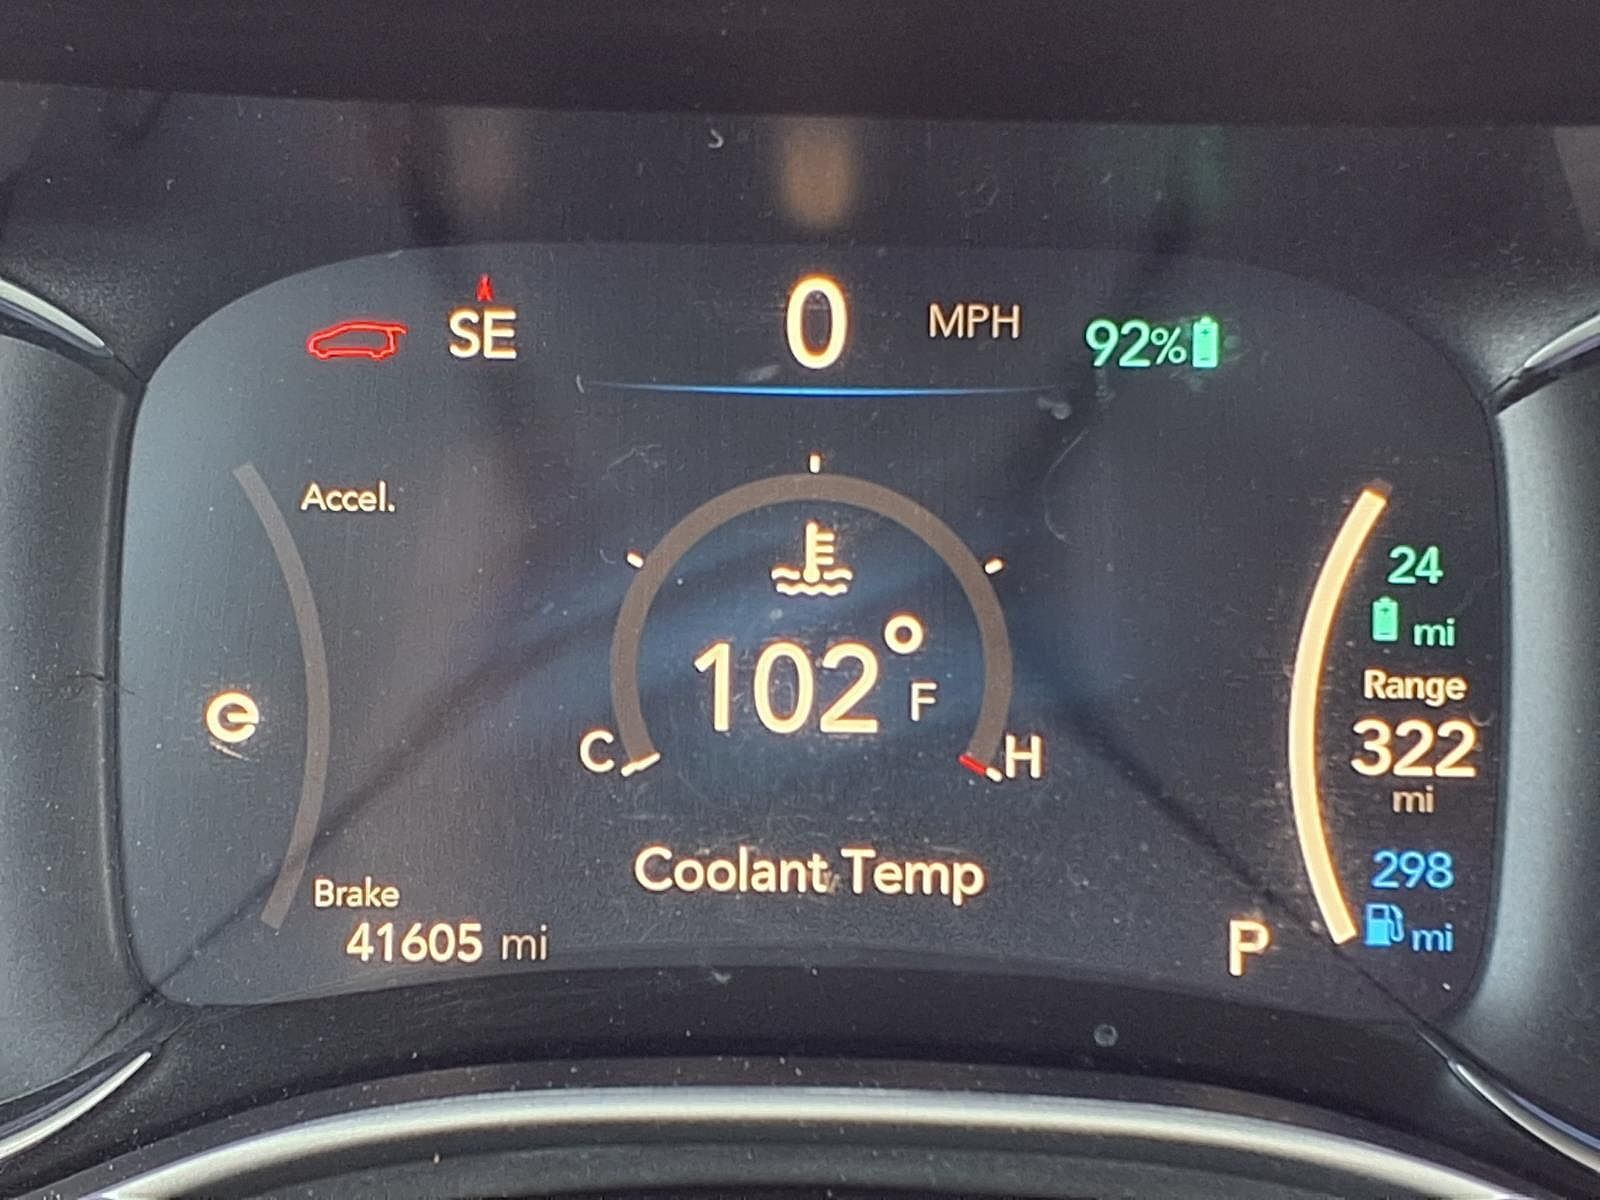 SE
0 MPH
92%
Accel.
24
mi
Range
322
mi
298
mi
102° F
C
H
Coolant Temp
Brake
41605 mi
P